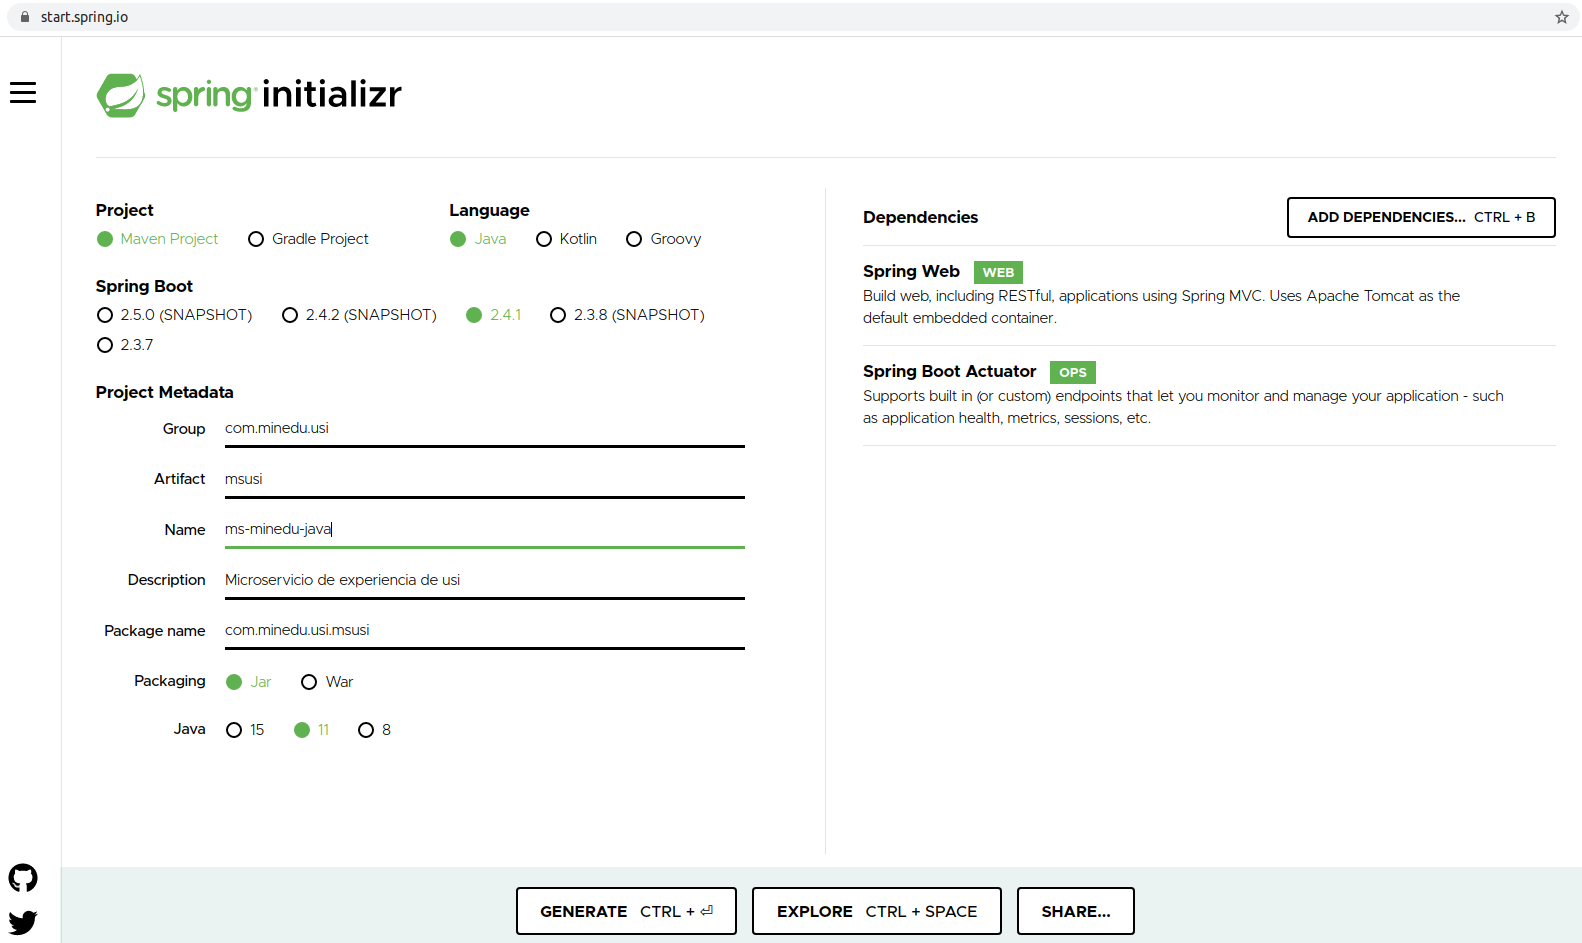 start.spring.io
spring initializr
Project
Maven Project Gradle Project
Language
Java Kotlin Groovy
Spring Boot
2.5.0 (SNAPSHOT) 2.4.2 (SNAPSHOT) 2.4.1 2.3.8 (SNAPSHOT)
2.3.7
Project Metadata
Group com.minedu.usi
Artifact msusi
Name ms-minedu-java
Description Microservicio de experiencia de usi
Package name com.minedu.usi.msusi
Packaging Jar War
Java 15 11 8
Dependencies
ADD DEPENDENCIES... CTRL + B
Spring Web WEB
Build web, including RESTful, applications using Spring MVC. Uses Apache Tomcat as the
default embedded container.
Spring Boot Actuator OPS
Supports built in (or custom) endpoints that let you monitor and manage your application - such
as application health, metrics, sessions, etc.
GENERATE CTRL + ⏎
EXPLORE CTRL + SPACE
SHARE...